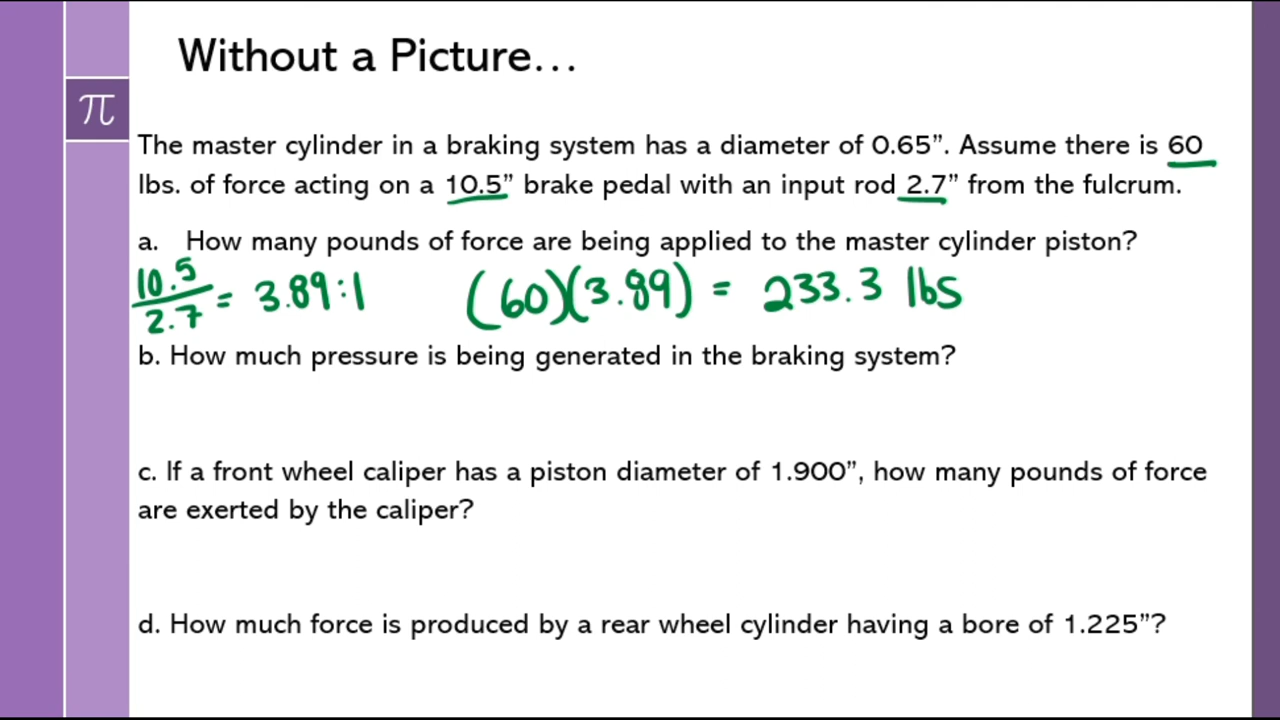 Without a Picture...
π
The master cylinder in a braking system has a diameter of 0.65”. Assume there is 60
lbs. of force acting on a 10.5” brake pedal with an input rod 2.7” from the fulcrum.
a. How many pounds of force are being applied to the master cylinder piston?
10.5/2.7 = 3.89:1 (60)(3.89) = 233.3 lbs
b. How much pressure is being generated in the braking system?
c. If a front wheel caliper has a piston diameter of 1.900”, how many pounds of force
are exerted by the caliper?
d. How much force is produced by a rear wheel cylinder having a bore of 1.225”?